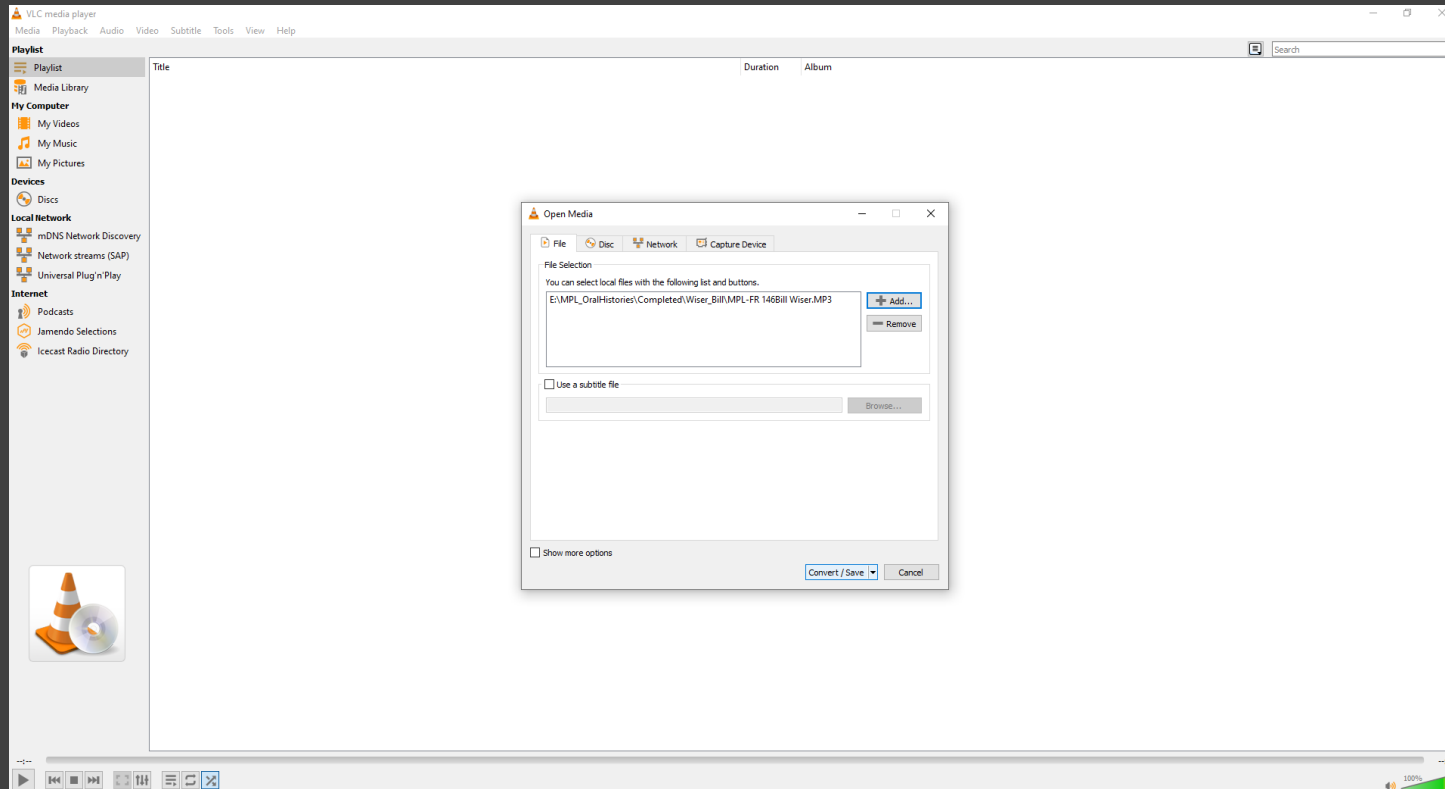 VLC media player
Media Playback Audio Video Subtitle Tools View Help
Playlist
Search
Playlist
Media Library
My Computer
My Videos
My Music
My Pictures
Devices
Discs
Local Network
mDNS Network Discovery
Network streams (SAP)
Universal Plug'n'Play
Internet
Podcasts
Jamendo Selections
Icecast Radio Directory
Title Duration Album
Open Media
File Disc Network Capture Device
File Selection
You can select local files with the following list and buttons.
E:\MPL_OralHistories\Completed\Wiser_Bill\MPL-FR 146Bill Wiser.MP3
Add...
Remove
Use a subtitle file
Browse...
Show more options
Convert / Save Cancel
--:--
100%